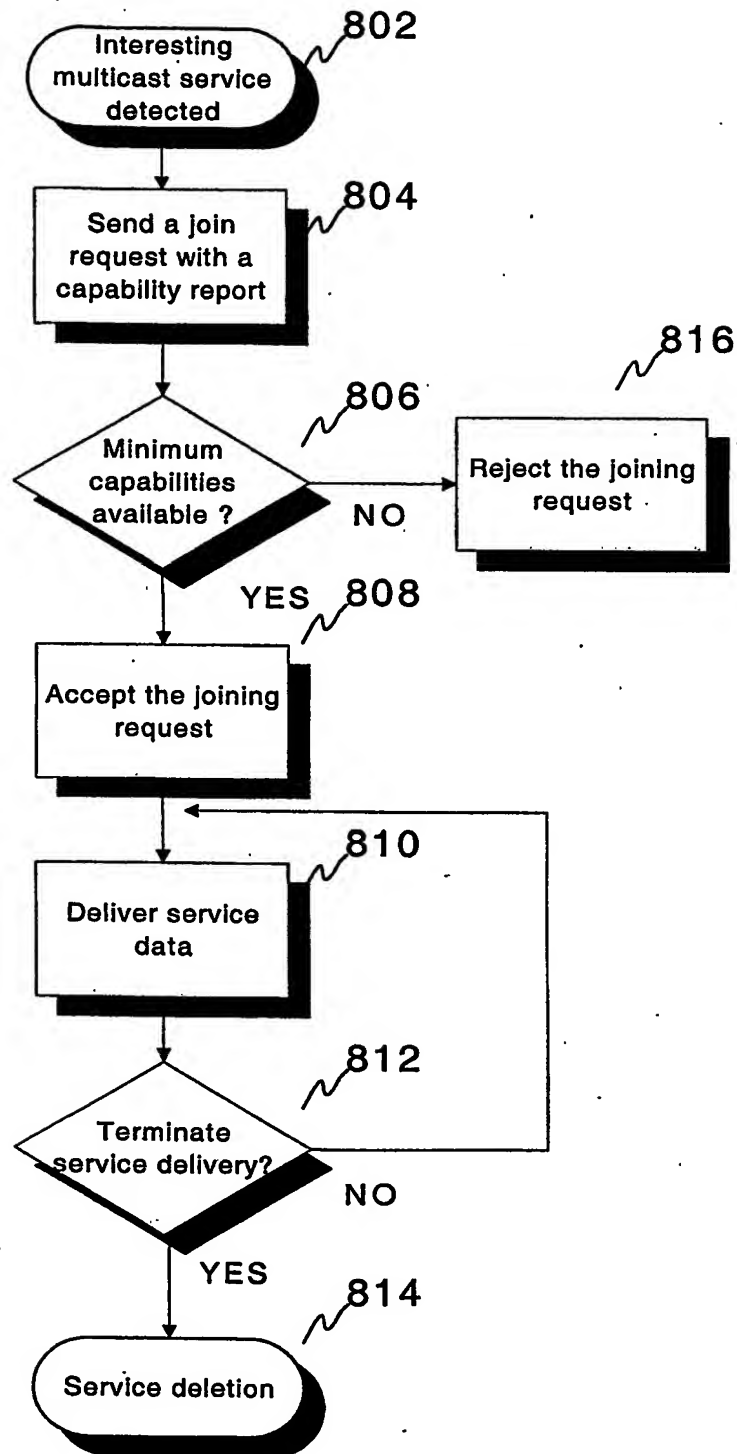 802
Interesting
multicast service
detected
804
Send a join
request with a
capability report
806
Minimum
capabilities
available ?
NO
816
Reject the joining
request
YES
808
Accept the joining
request
810
Deliver service
data
812
Terminate
service delivery?
NO
YES
814
Service deletion